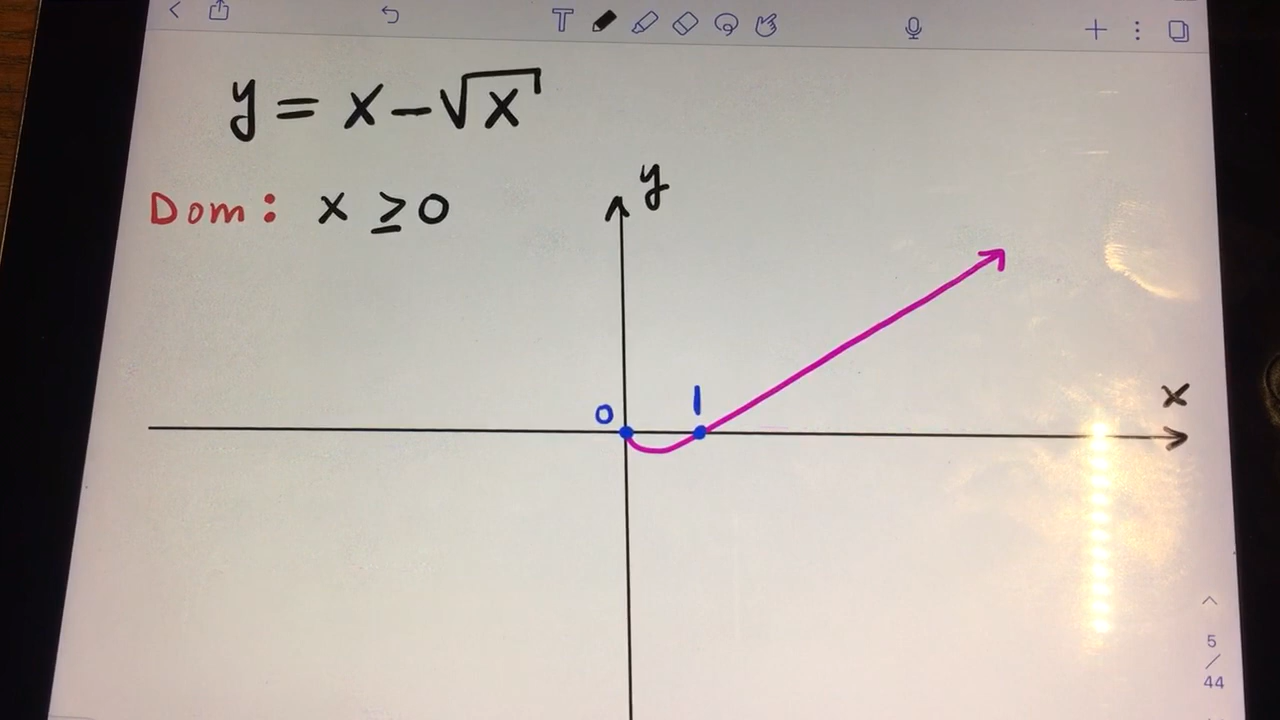 T
y = x - √x
Dom: x ≥ 0
y
0
1
x
5
/
44